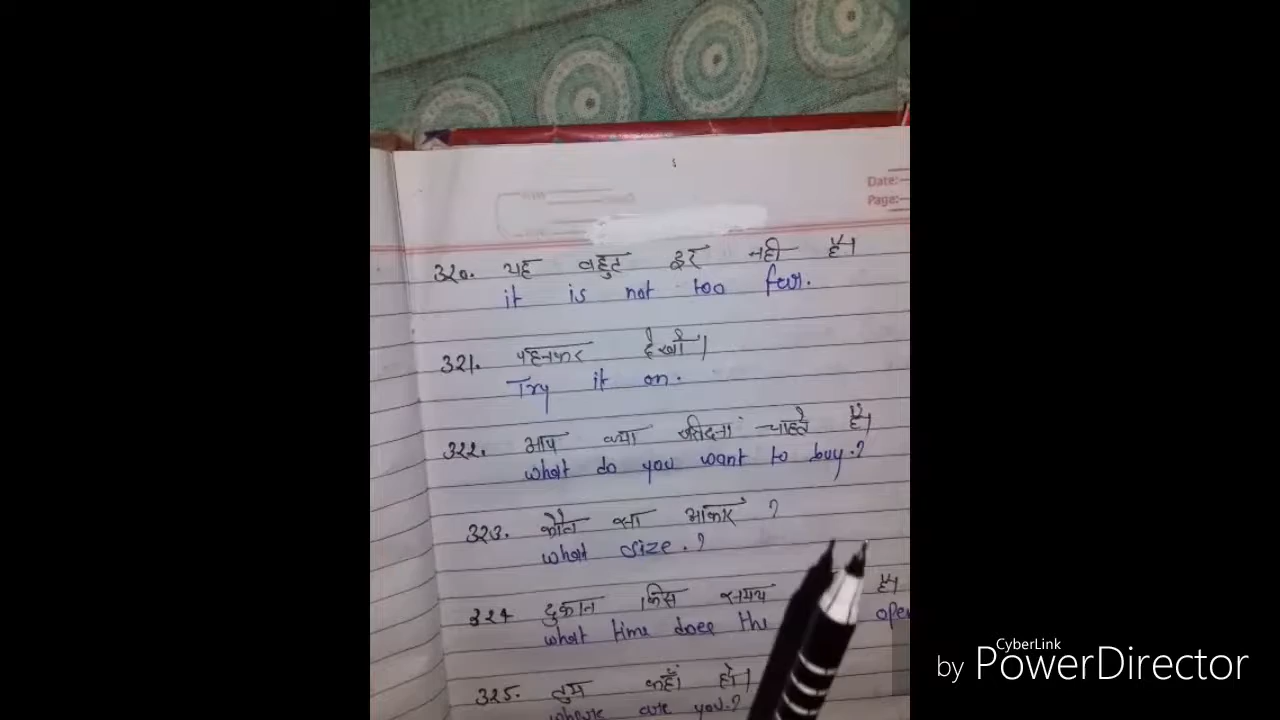 Date:
Page:
320. यह बहुत दूर नही है।
it is not too far.
321. पहनकर देखो।
Try it on.
322. आप क्या खरीदना चाहते हैं।
what do you want to buy.?
323. कौन सा आकार ?
what size.?
324 दुकान किस समय है।
what time does the open
325. तुम कहाँ हो।
where are you.?
CyberLink
by PowerDirector